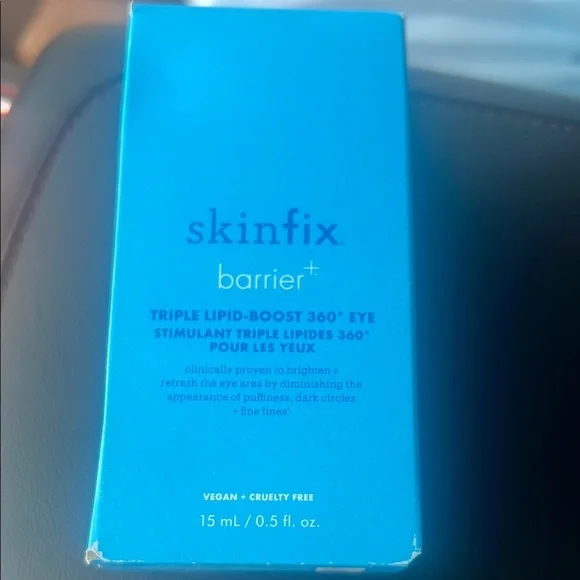 skinfix
barrier+
TRIPLE LIPID-BOOST 360° EYE
STIMULANT TRIPLE LIPIDES 360°
POUR LES YEUX
clinically proven to brighten +
refresh the eye area by diminishing the
appearance of puffiness, dark circles
+ fine lines*
VEGAN + CRUELTY FREE
15 mL / 0.5 fl. oz.